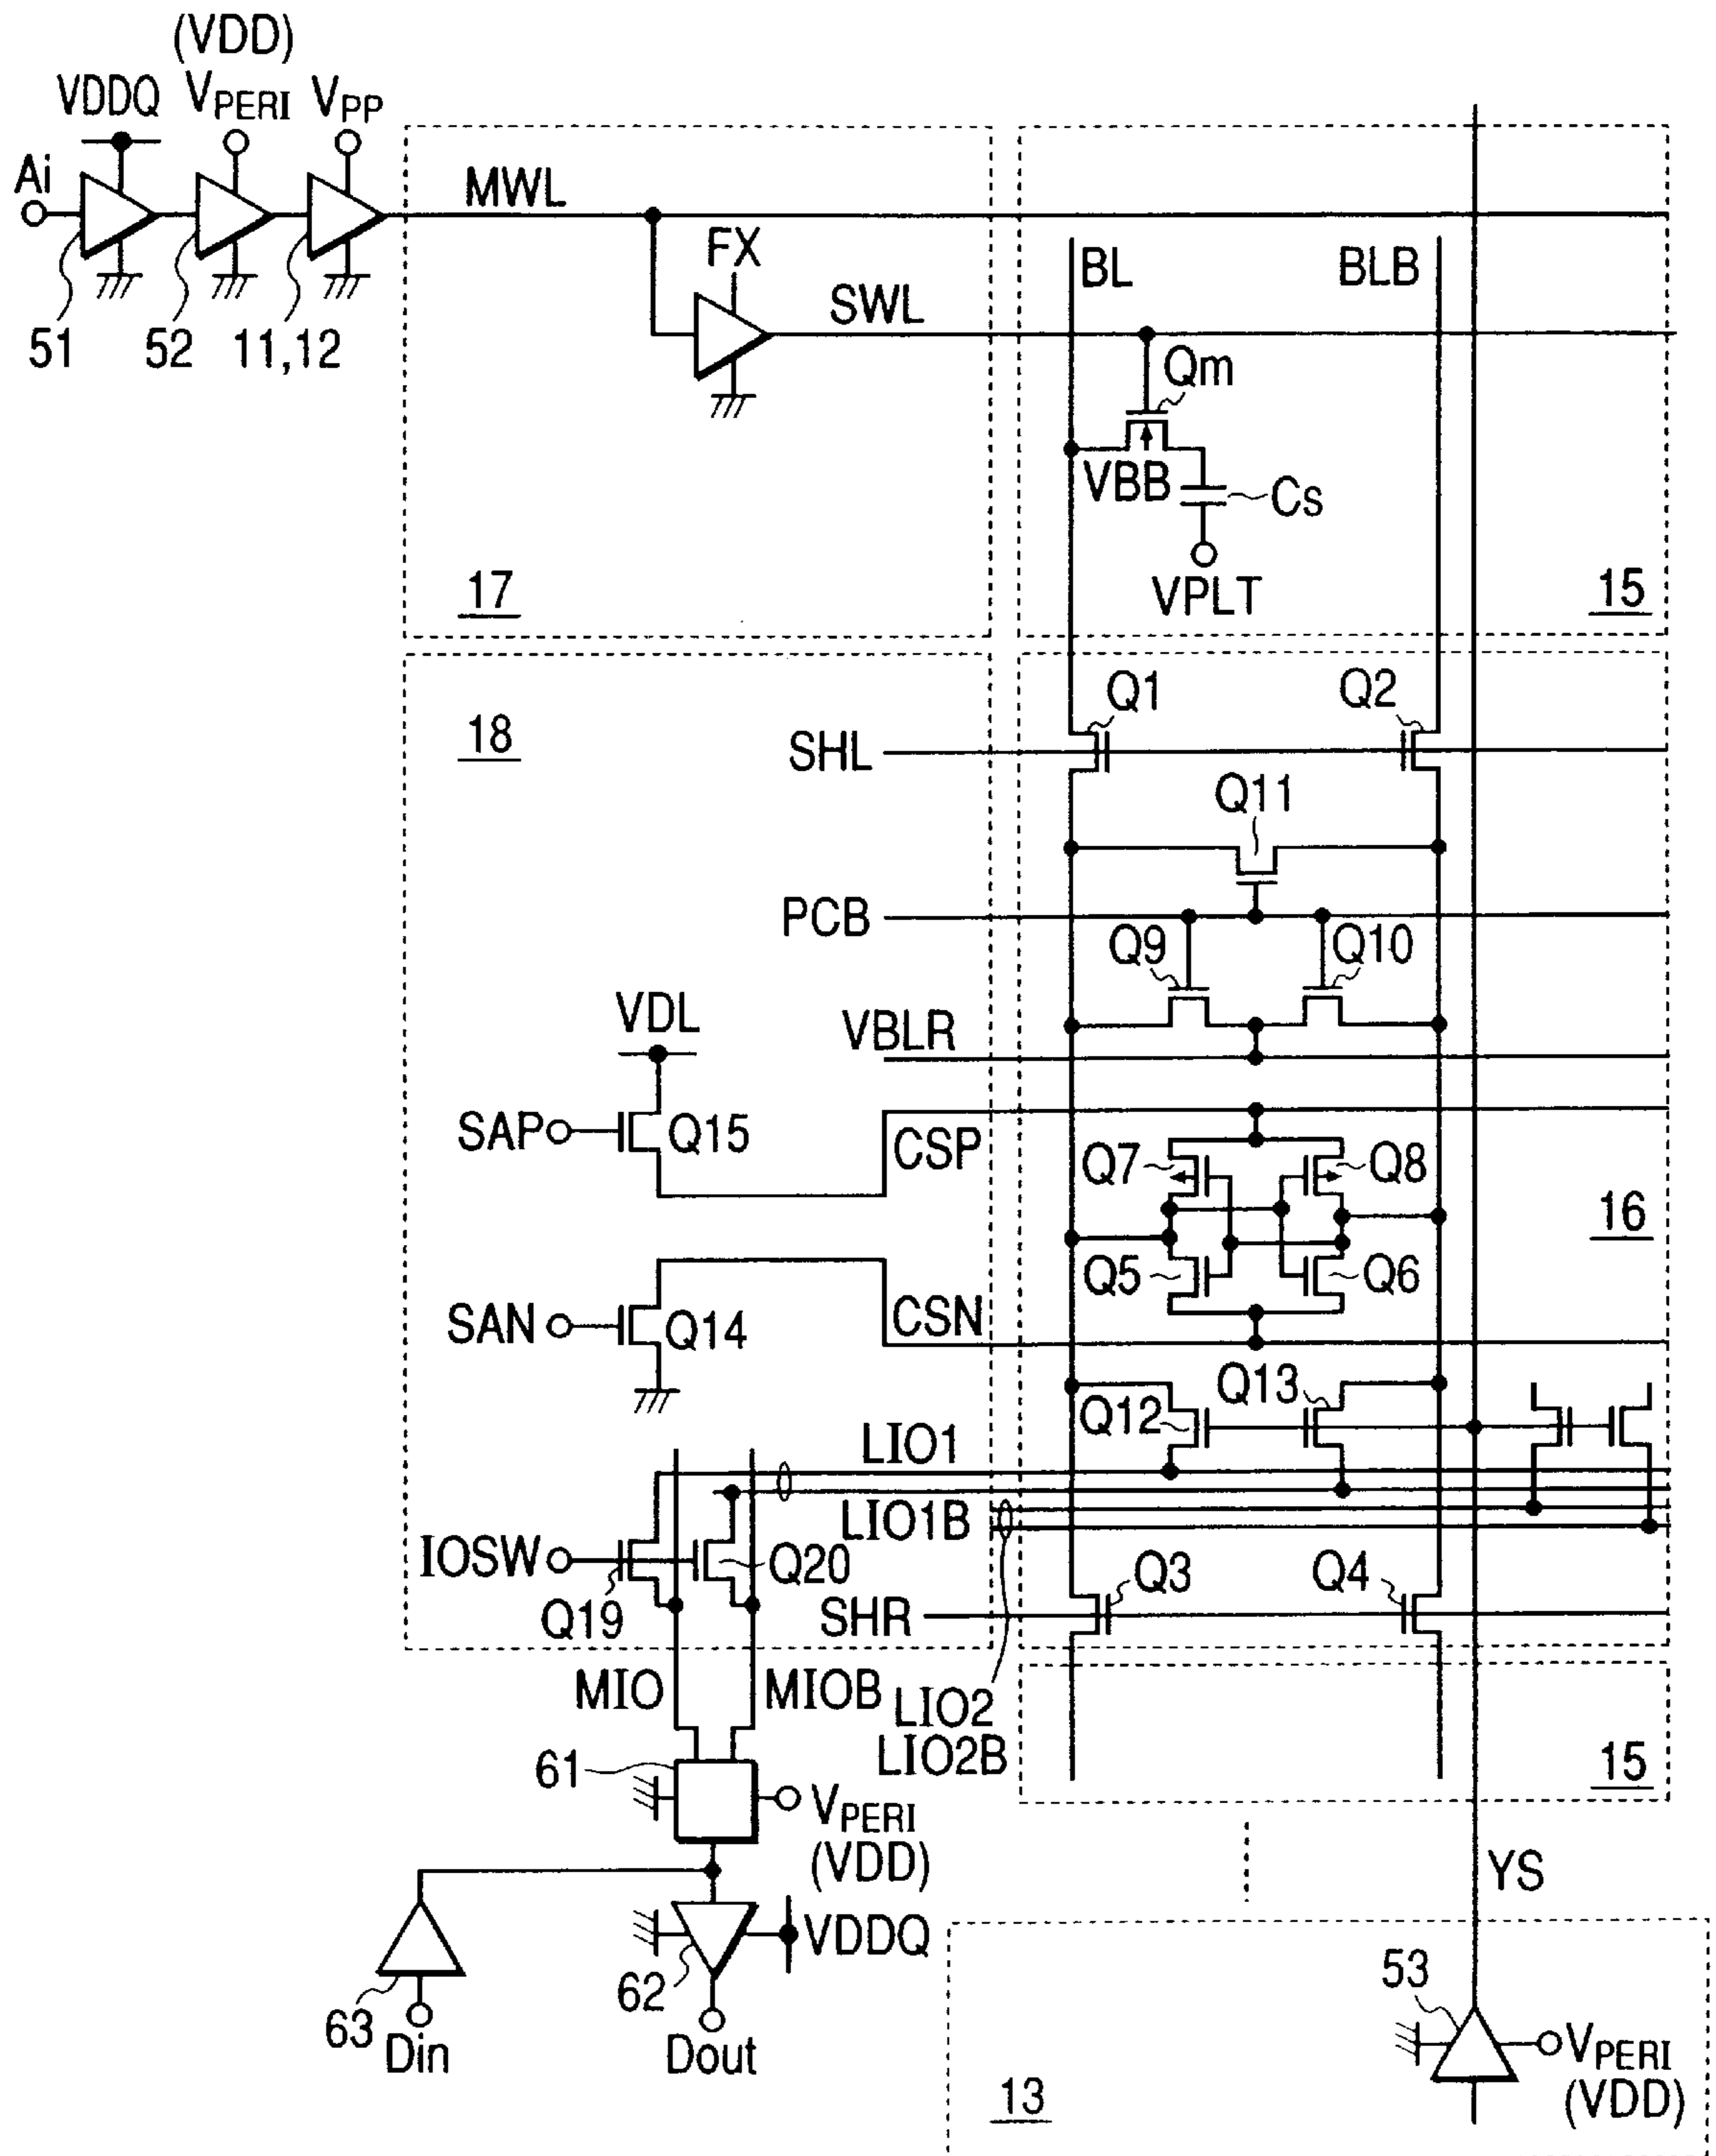 (VDD)
VDDQ VPERI VPP
Ai
MWL
FX
BL
BLB
SWL
51
52
11,12
Qm
VBB
Cs
VPLT
17
15
Q1
Q2
18
SHL
Q11
PCB
Q9
Q10
VDL
VBLR
SAP
Q15
CSP
Q7
Q8
16
Q5
Q6
SAN
Q14
CSN
Q13
Q12
LIO1
LIO1B
IOSW
Q20
Q19
Q3
Q4
SHR
MIO
MIOB
LIO2
LIO2B
61
15
VPERI
(VDD)
YS
VDDQ
62
63
Din
Dout
53
VPERI
(VDD)
13